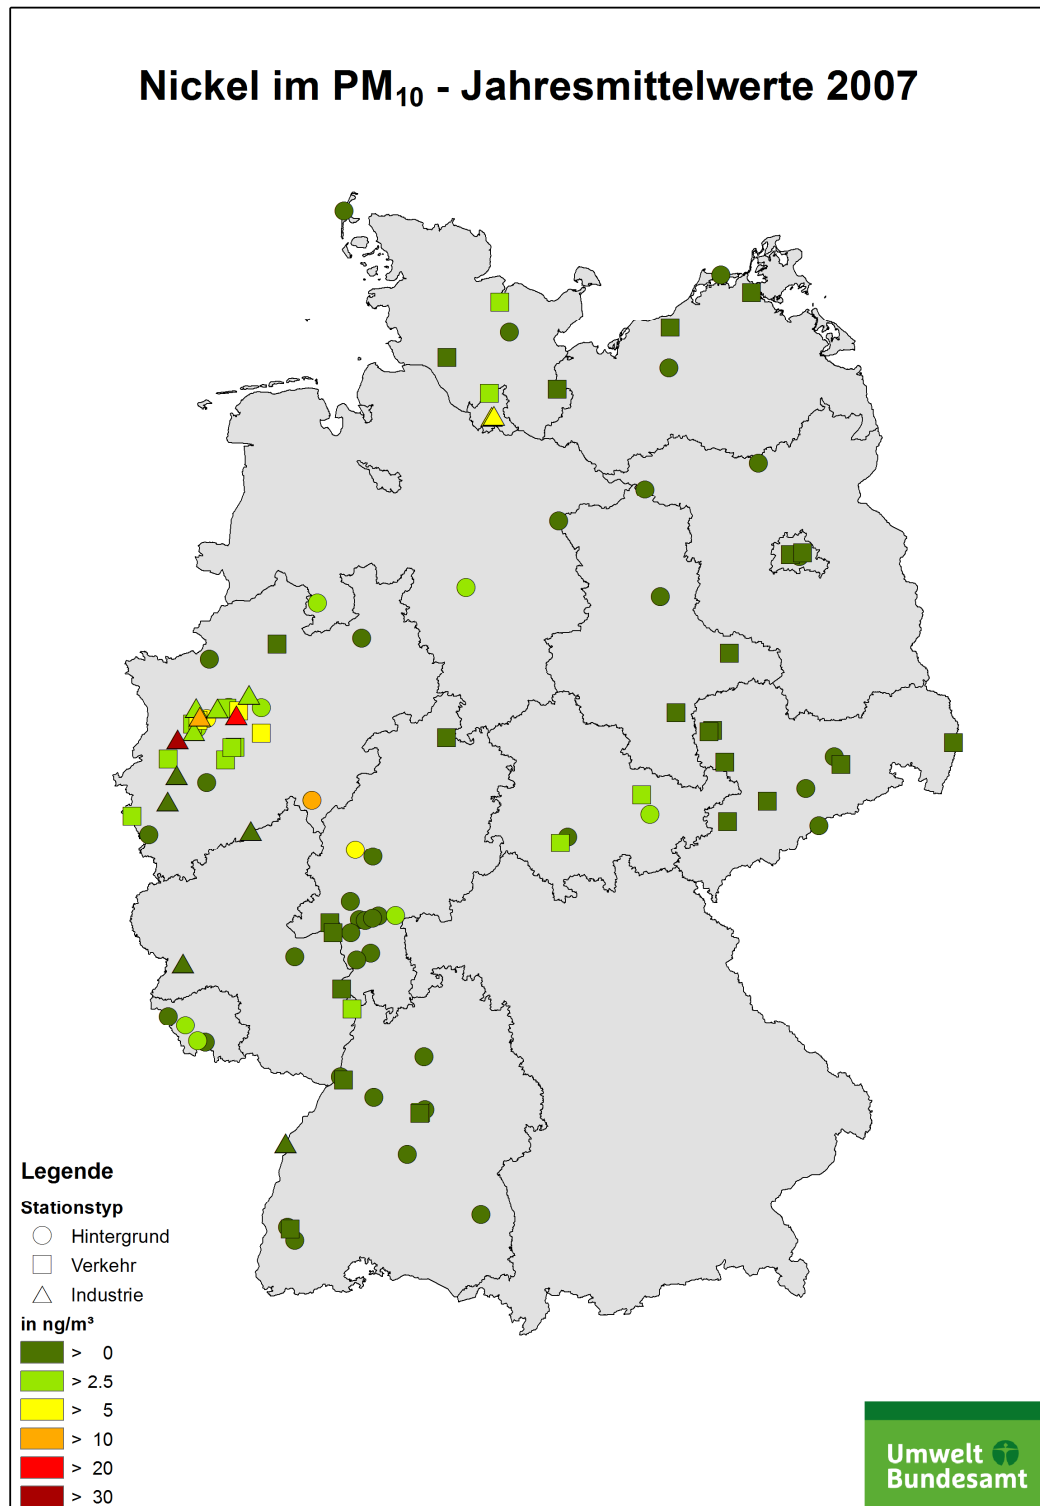 Nickel im PM₁₀ - Jahresmittelwerte 2007
Legende
Stationstyp
Hintergrund
Verkehr
Industrie
in ng/m³
> 0
> 2.5
> 5
> 10
> 20
> 30
Umwelt
Bundesamt